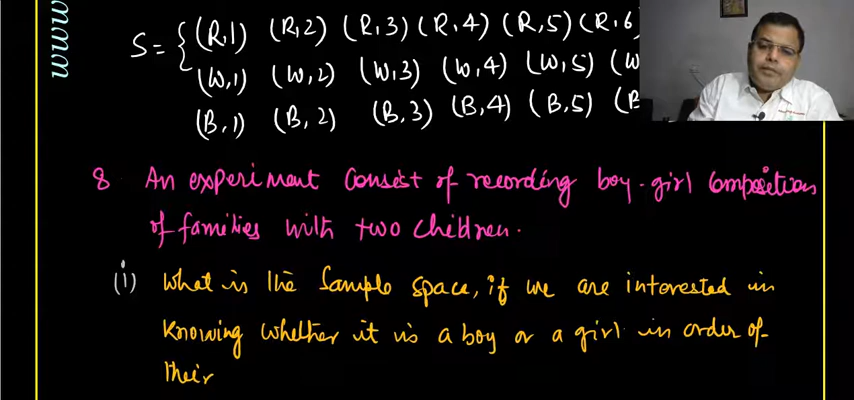 www
S = { (R,1) (R,2) (R,3) (R,4) (R,5) (R,6
(W,1) (W,2) (W,3) (W,4) (W,5) (W
(B,1) (B,2) (B,3) (B,4) (B,5) (B
8 An experiment consist of recording boy-girl composition
of families with two children.
(i) What is the sample space, if we are interested in
knowing whether it is a boy or a girl in order of
their